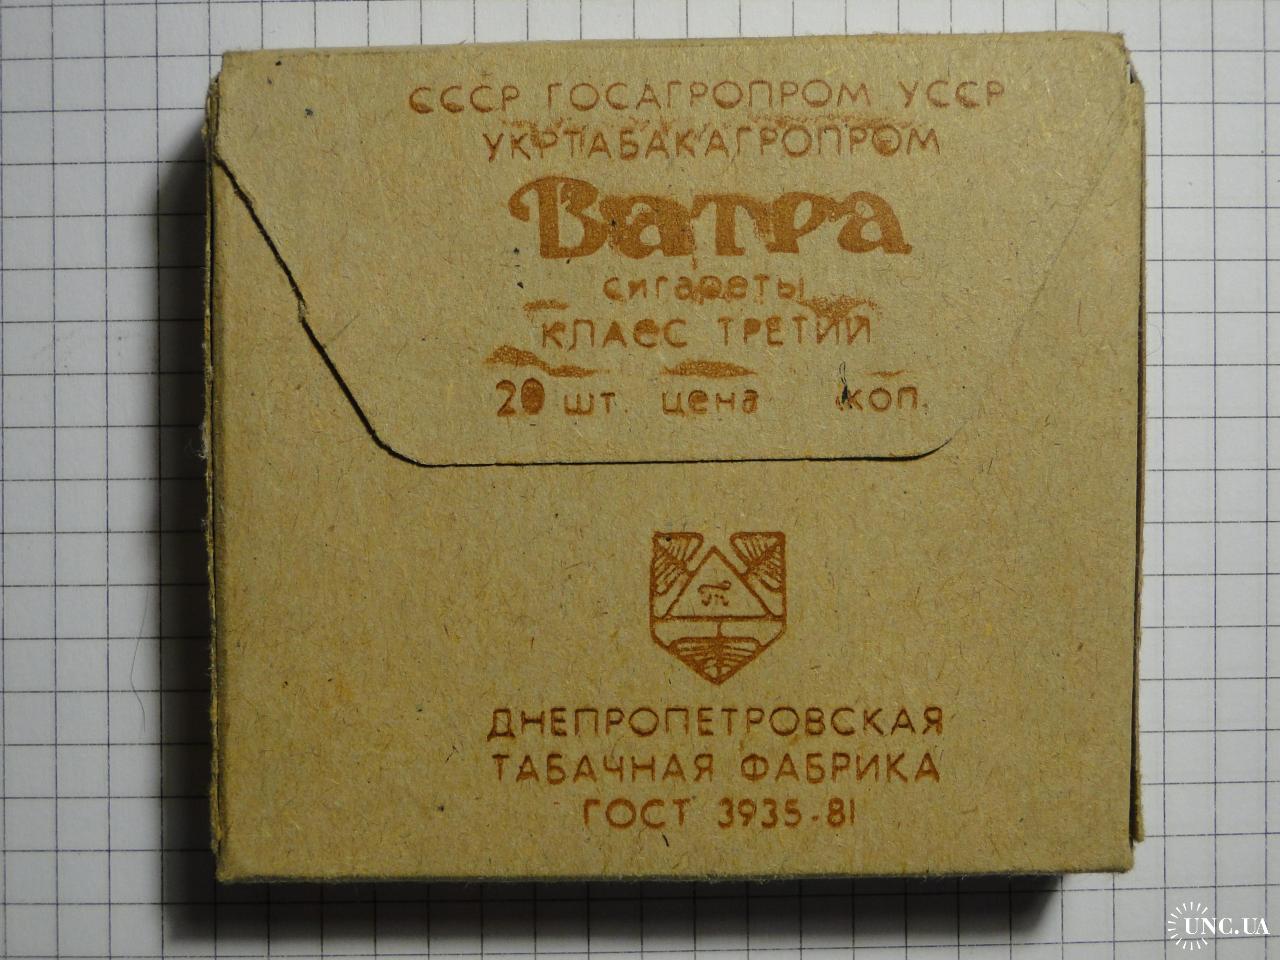 СССР ГОСАГРОПРОМ УССР
УКРТАБАКАГРОПРОМ
Ватра
сигареты
КЛАСС ТРЕТИЙ
20 шт. цена коп.
Тм
ДНЕПРОПЕТРОВСКАЯ
ТАБАЧНАЯ ФАБРИКА
ГОСТ 3935-81
UNC.UA